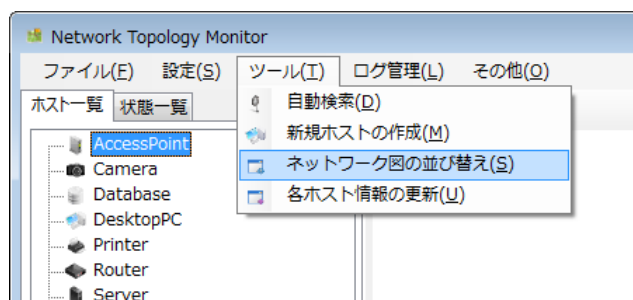 Network Topology Monitor
ファイル(F) 設定(S) ツール(T) ログ管理(L) その他(O)
ホスト一覧 状態一覧
自動検索(D)
新規ホストの作成(M)
ネットワーク図の並び替え(S)
各ホスト情報の更新(U)
AccessPoint
Camera
Database
DesktopPC
Printer
Router
Server